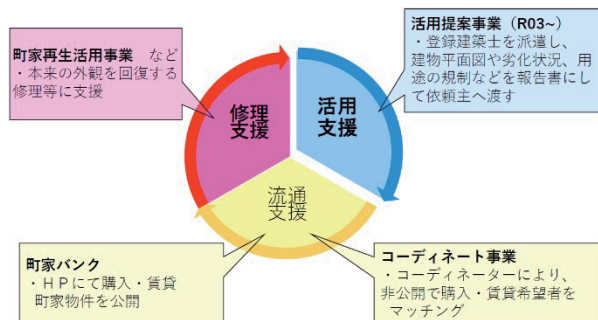 町家再生活用事業 など
・本来の外観を回復する
修理等に支援
活用提案事業（R03~）
・登録建築士を派遣し、
建物平面図や劣化状況、用
途の規制などを報告書にし
て依頼主へ渡す
修理
支援
活用
支援
流通
支援
町家バンク
・ＨＰにて購入・賃貸
町家物件を公開
コーディネート事業
・コーディネーターにより、
非公開で購入・賃貸希望者を
マッチング